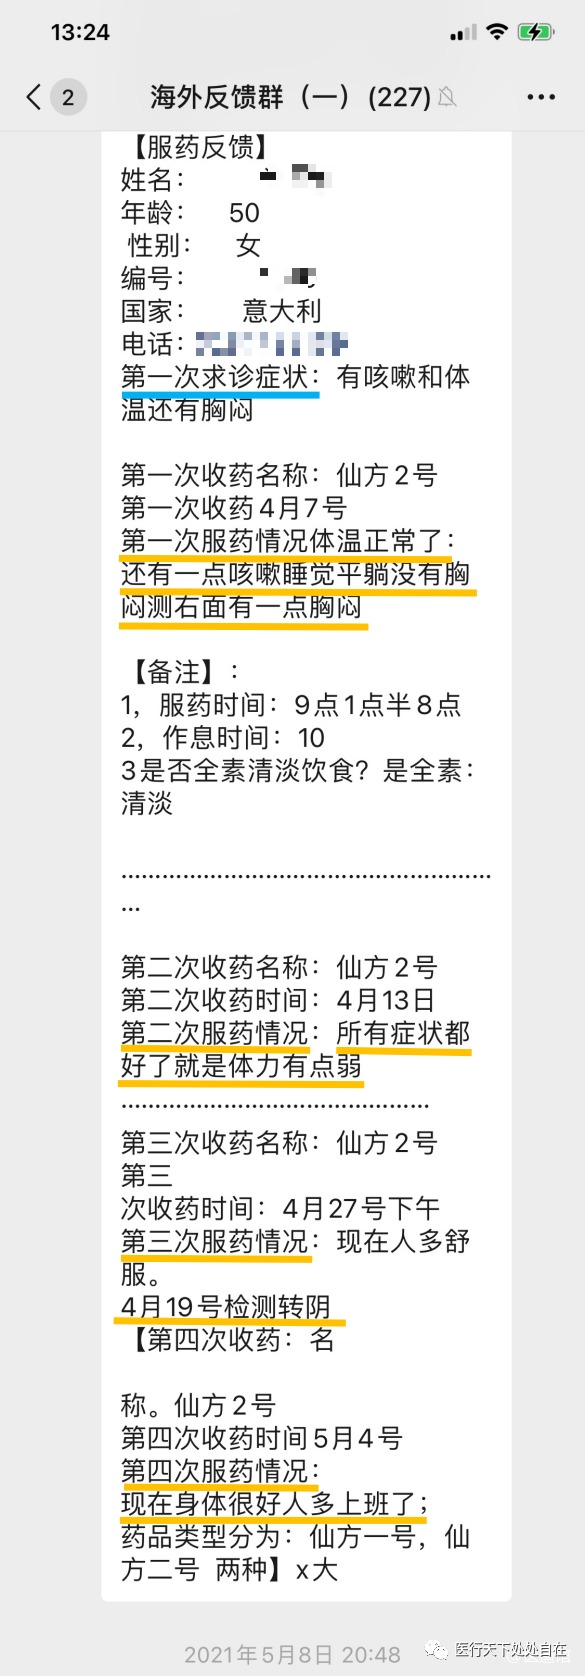 13:24
2
海外反馈群（一）(227)
【服药反馈】
姓名：
年龄： 50
性别： 女
编号：
国家： 意大利
电话：
第一次求诊症状：有咳嗽和体
温还有胸闷
第一次收药名称：仙方2号
第一次收药4月7号
第一次服药情况体温正常了：
还有一点咳嗽睡觉平躺没有胸
闷测右面有一点胸闷
【备注】：
1，服药时间：9点1点半8点
2，作息时间：10
3是否全素清淡饮食？是全素：
清淡
......................................................
...
第二次收药名称：仙方2号
第二次收药时间：4月13日
第二次服药情况：所有症状都
好了就是体力有点弱
.............................................
第三次收药名称：仙方2号
第三
次收药时间：4月27号下午
第三次服药情况：现在人多舒
服。
4月19号检测转阴
【第四次收药：名
称。仙方2号
第四次收药时间5月4号
第四次服药情况：
现在身体很好人多上班了；
药品类型分为：仙方一号，仙
方二号 两种】x大
2021年5月8日 20:48
医行天下处处自在